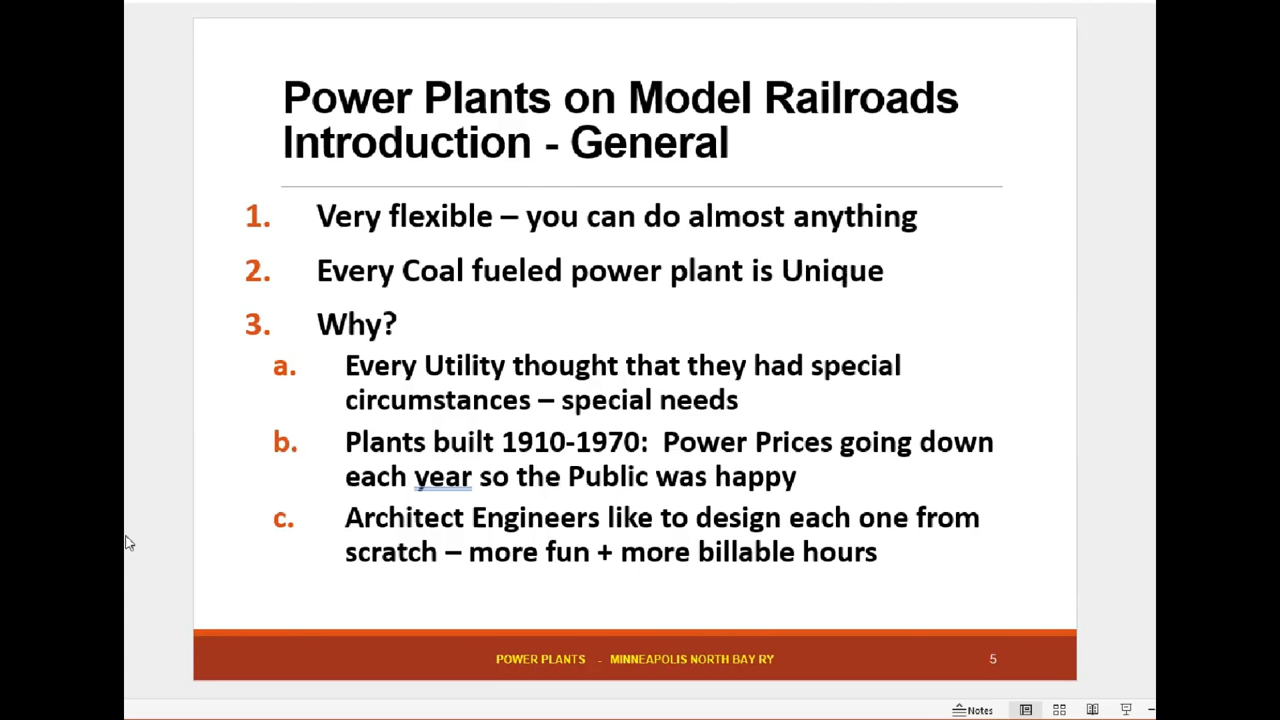 Power Plants on Model Railroads
Introduction - General
1. Very flexible – you can do almost anything
2. Every Coal fueled power plant is Unique
3. Why?
a. Every Utility thought that they had special
circumstances – special needs
b. Plants built 1910-1970:  Power Prices going down
each year so the Public was happy
c. Architect Engineers like to design each one from
scratch – more fun + more billable hours
POWER PLANTS - MINNEAPOLIS NORTH BAY RY
5
Notes